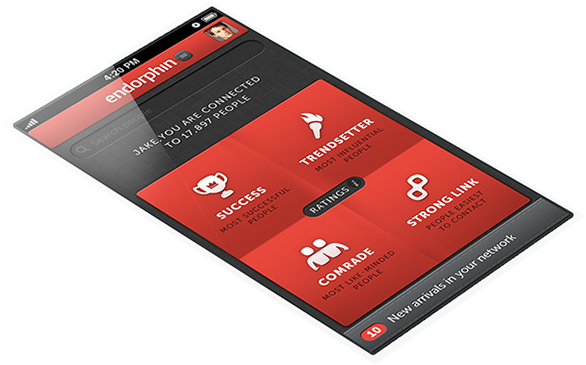 4:20 PM
endorphin
Search people
JAKE, YOU ARE CONNECTED
TO 17,897 PEOPLE
SUCCESS
MOST SUCCESSFUL
PEOPLE
TRENDSETTER
MOST INFLUENTIAL
PEOPLE
RATINGS i
COMRADE
MOST LIKE-MINDED
PEOPLE
STRONG LINK
PEOPLE EASIEST
TO CONTACT
10 New arrivals in your network